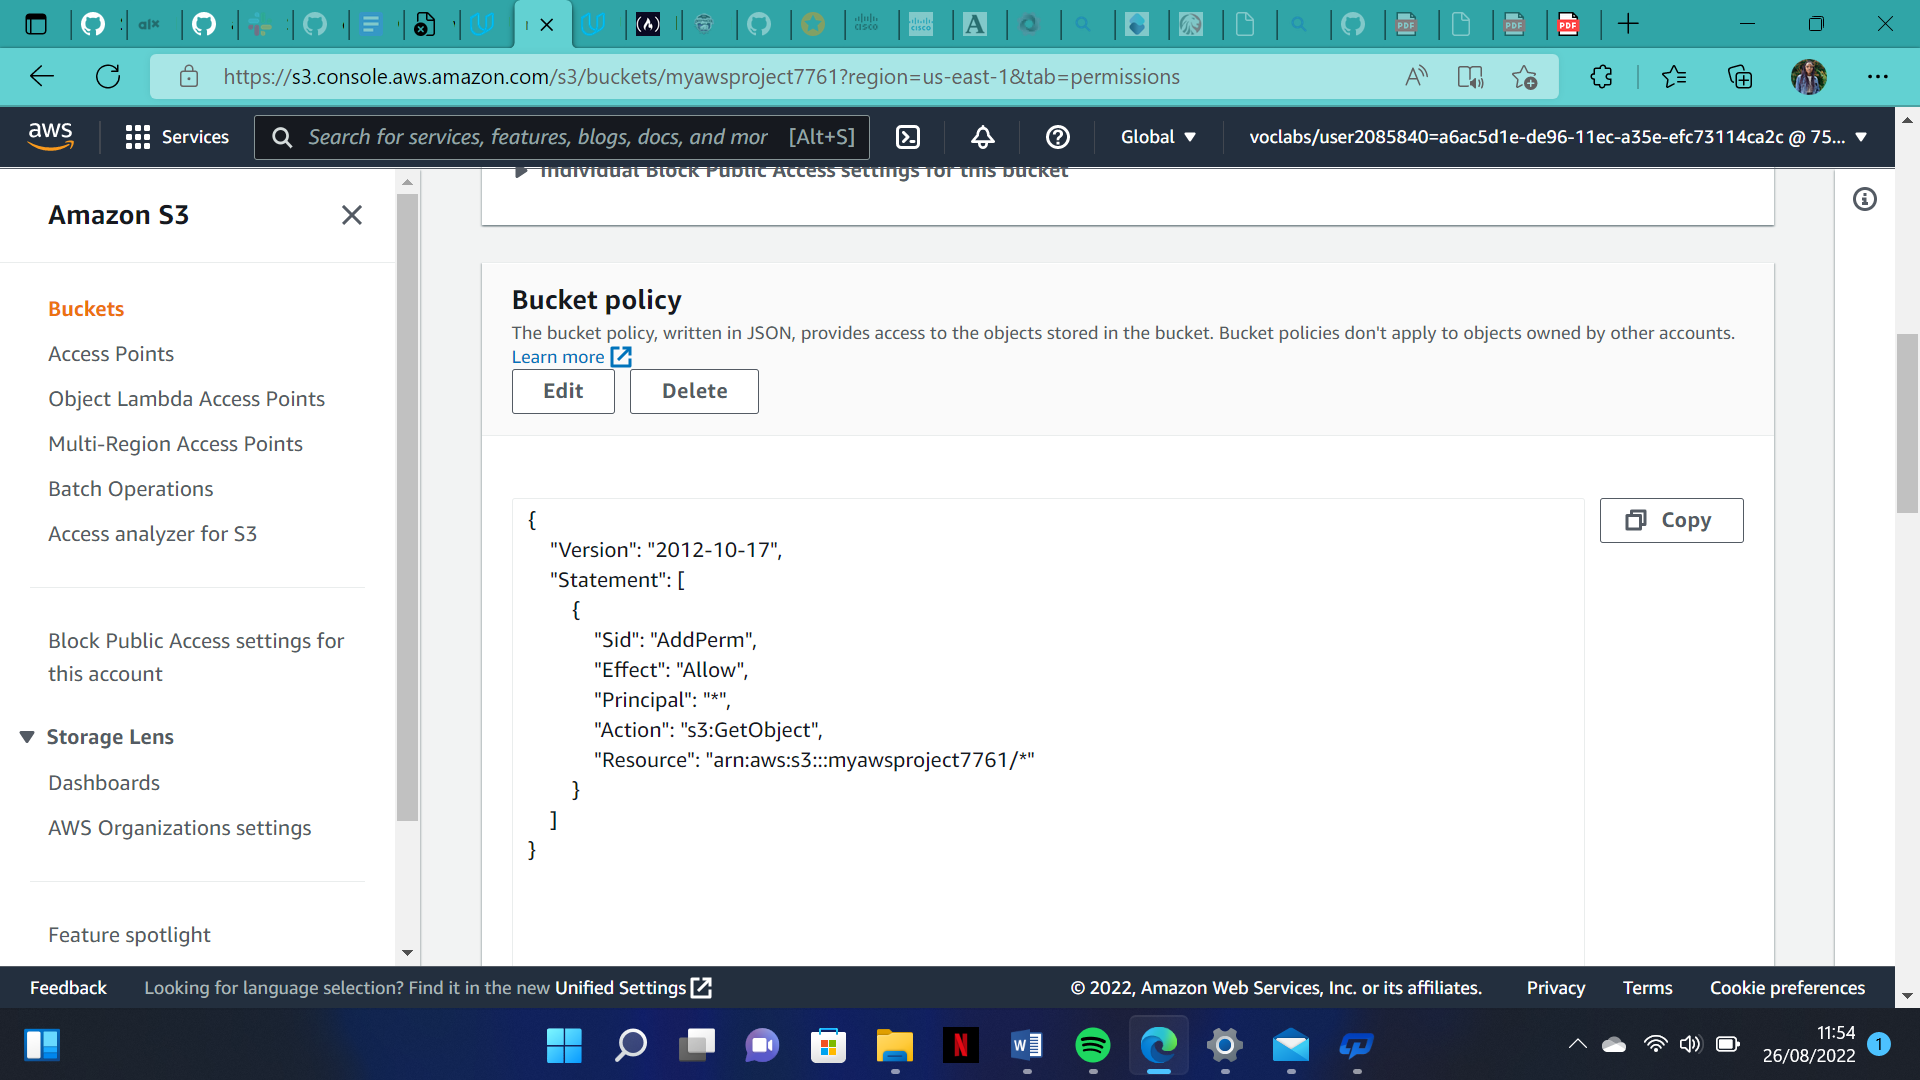 https://s3.console.aws.amazon.com/s3/buckets/myawsproject7761?region=us-east-1&tab=permissions
aws
Services
Search for services, features, blogs, docs, and mor
[Alt+S]
Global
voclabs/user2085840=a6ac5d1e-de96-11ec-a35e-efc73114ca2c @ 75...
Amazon S3
Buckets
Access Points
Object Lambda Access Points
Multi-Region Access Points
Batch Operations
Access analyzer for S3
Block Public Access settings for
this account
Storage Lens
Dashboards
AWS Organizations settings
Feature spotlight
Individual Block Public Access settings for this bucket
Bucket policy
The bucket policy, written in JSON, provides access to the objects stored in the bucket. Bucket policies don't apply to objects owned by other accounts.
Learn more
Edit
Delete
Copy
{
"Version": "2012-10-17",
"Statement": [
{
"Sid": "AddPerm",
"Effect": "Allow",
"Principal": "*",
"Action": "s3:GetObject",
"Resource": "arn:aws:s3:::myawsproject7761/*"
}
]
}
Feedback
Looking for language selection? Find it in the new Unified Settings
© 2022, Amazon Web Services, Inc. or its affiliates.
Privacy
Terms
Cookie preferences
11:54
26/08/2022
1